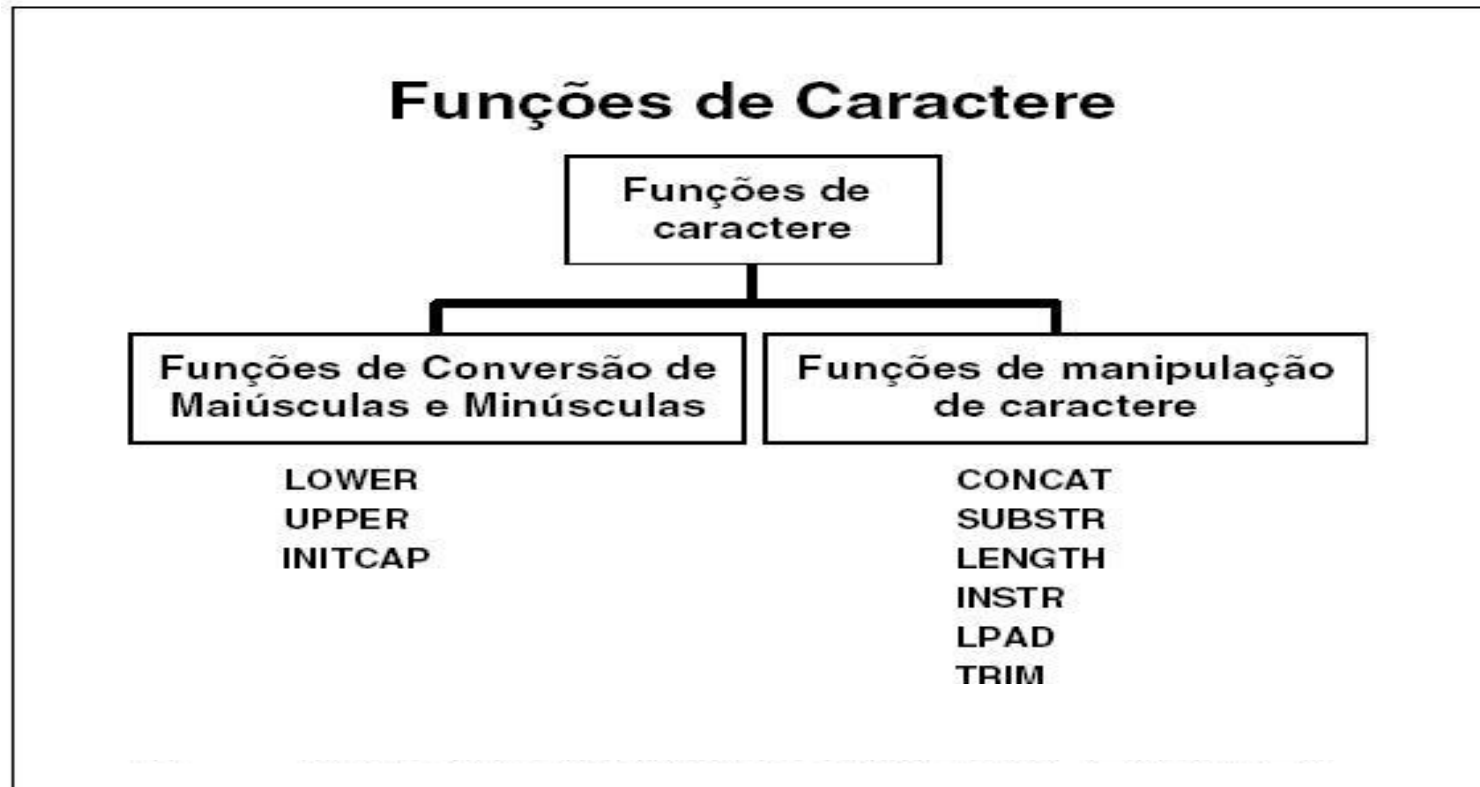 Funções de Caractere
Funções de
caractere
Funções de Conversão de
Maiúsculas e Minúsculas
Funções de manipulação
de caractere
LOWER
UPPER
INITCAP
CONCAT
SUBSTR
LENGTH
INSTR
LPAD
TRIM